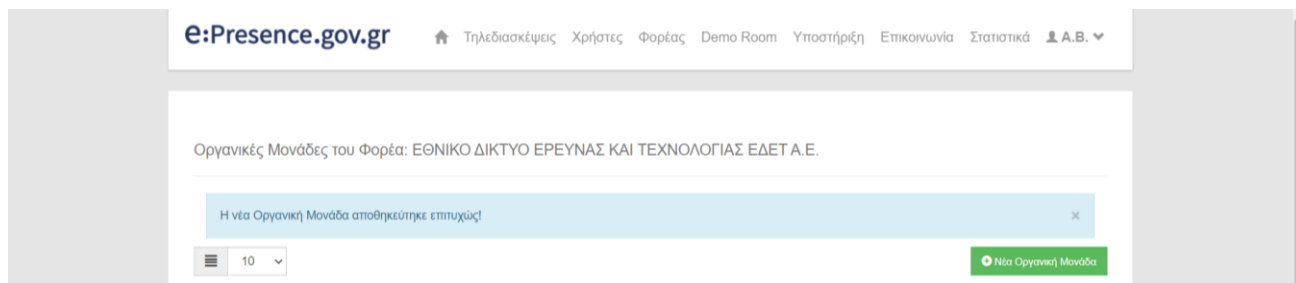 e:Presence.gov.gr Τηλεδιασκέψεις Χρήστες Φορέας Demo Room Υποστήριξη Επικοινωνία Στατιστικά A.B.
Οργανικές Μονάδες του Φορέα: ΕΘΝΙΚΟ ΔΙΚΤΥΟ ΕΡΕΥΝΑΣ ΚΑΙ ΤΕΧΝΟΛΟΓΙΑΣ ΕΔΕΤ Α.Ε.
Η νέα Οργανική Μονάδα αποθηκεύτηκε επιτυχώς! ×
10 Νέα Οργανική Μονάδα